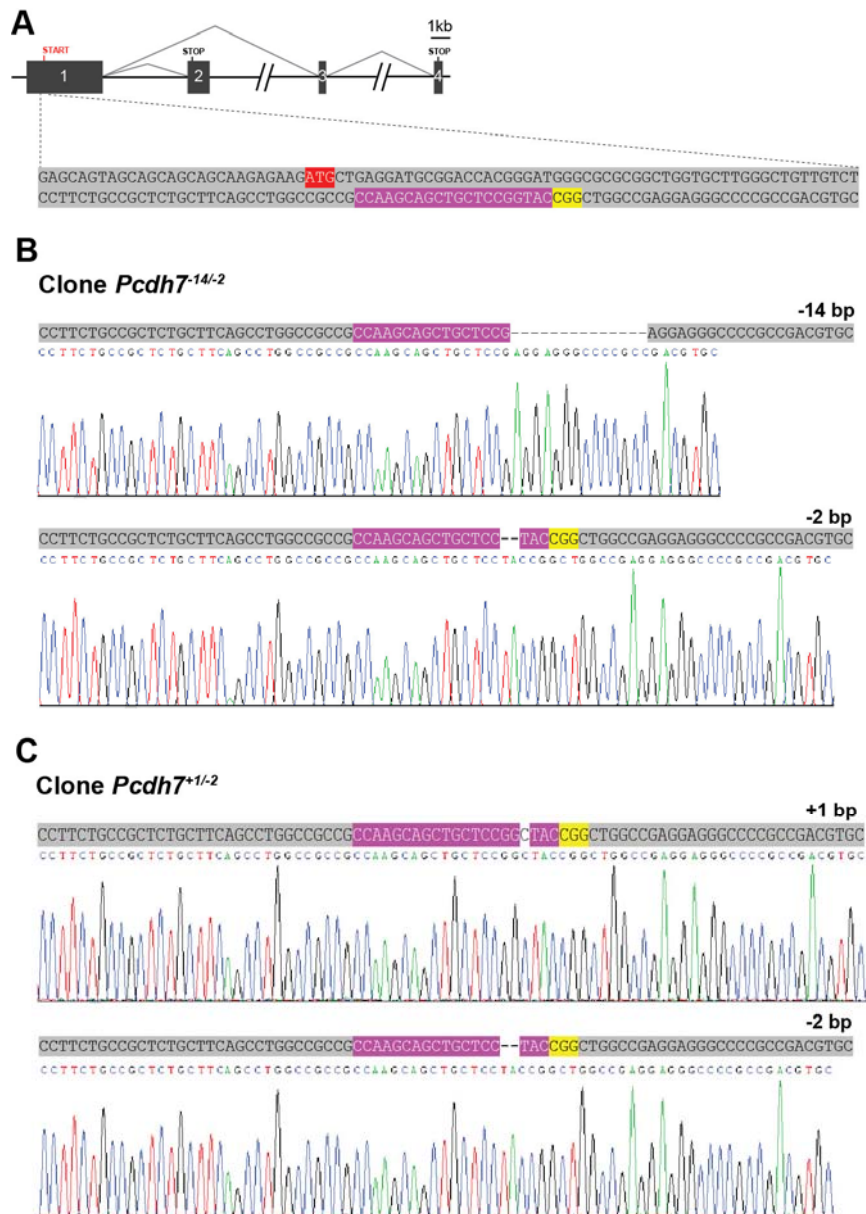 A
1kb
START
STOP
STOP
1 2 3 4
GAGCAGTAGCAGCAGCAGCAAGAGAAGATGCTGAGGATGCGGACCACGGGATGGGCGCGCGGCTGGTGCTTGGGCTGTTGTCT
CCTTCTGCCGCTCTGCTTCAGCCTGGCCGCCGCCAAGCAGCTGCTCCGGTACCGGCTGGCCGAGGAGGGCCCCGCCGACGTGC
B
Clone Pcdh7-14/-2
-14 bp
CCTTCTGCCGCTCTGCTTCAGCCTGGCCGCCGCCAAGCAGCTGCTCCG--------------AGGAGGGCCCCGCCGACGTGC
CCTTCTGCCGCTCTGCTTCAGCCTGGCCGCCGCCAAGCAGCTGCTCCGAGGAGGGCCCCGCCGACGTGC
-2 bp
CCTTCTGCCGCTCTGCTTCAGCCTGGCCGCCGCCAAGCAGCTGCTCC--TACCGGCTGGCCGAGGAGGGCCCCGCCGACGTGC
CCTTCTGCCGCTCTGCTTCAGCCTGGCCGCCGCCAAGCAGCTGCTCCTACCGGCTGGCCGAGGAGGGCCCCGCCGACGTGC
C
Clone Pcdh7+1/-2
+1 bp
CCTTCTGCCGCTCTGCTTCAGCCTGGCCGCCGCCAAGCAGCTGCTCCGGCTACCGGCTGGCCGAGGAGGGCCCCGCCGACGTGC
CCTTCTGCCGCTCTGCTTCAGCCTGGCCGCCGCCAAGCAGCTGCTCCGGCTACCGGCTGGCCGAGGAGGGCCCCGCCGACGTGC
-2 bp
CCTTCTGCCGCTCTGCTTCAGCCTGGCCGCCGCCAAGCAGCTGCTCC--TACCGGCTGGCCGAGGAGGGCCCCGCCGACGTGC
CCTTCTGCCGCTCTGCTTCAGCCTGGCCGCCGCCAAGCAGCTGCTCCTACCGGCTGGCCGAGGAGGGCCCCGCCGACGTGC